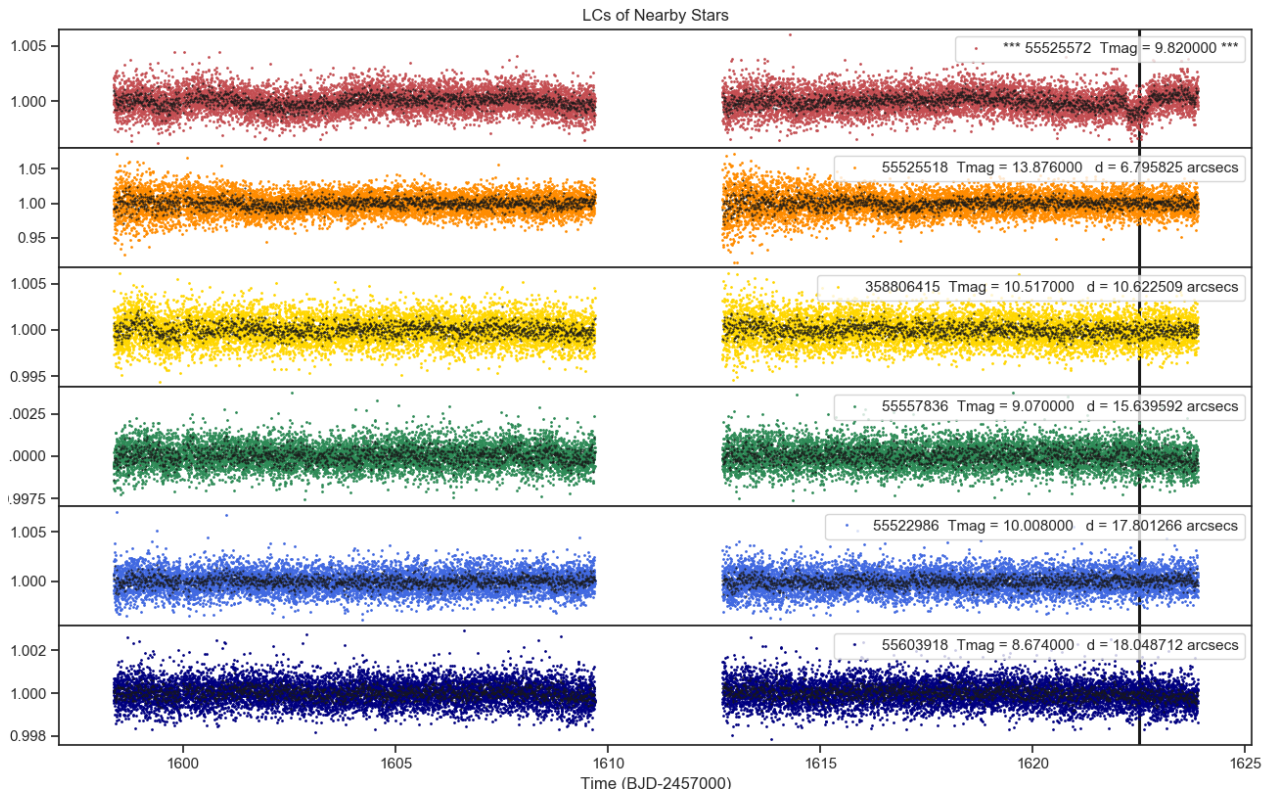 LCs of Nearby Stars
1.005
1.000
*** 55525572 Tmag = 9.820000 ***
1.05
1.00
0.95
55525518 Tmag = 13.876000 d = 6.795825 arcsecs
1.005
1.000
0.995
358806415 Tmag = 10.517000 d = 10.622509 arcsecs
.0025
.0000
.9975
55557836 Tmag = 9.070000 d = 15.639592 arcsecs
1.005
1.000
55522986 Tmag = 10.008000 d = 17.801266 arcsecs
1.002
1.000
0.998
55603918 Tmag = 8.674000 d = 18.048712 arcsecs
1600 1605 1610 1615 1620 1625
Time (BJD-2457000)